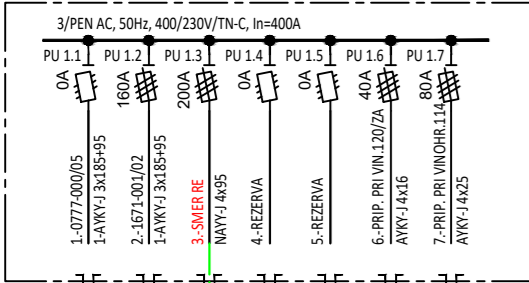 3/PEN AC, 50Hz, 400/230V/TN-C, In=400A
PU 1.1
PU 1.2
PU 1.3
PU 1.4
PU 1.5
PU 1.6
PU 1.7
0A
160A
200A
0A
0A
40A
80A
1.-0777-000/05
1-AYKY-J 3x185+95
2.-1671-001/02
1-AYKY-J 3x185+95
3.-SMER RE
NAYY-J 4x95
4.-REZERVA
5.-REZERVA
6.-PRIP. PRI VIN.120/ZA
AYKY-J 4x16
7.-PRIP. PRI VINOHR.114
AYKY-J 4x25